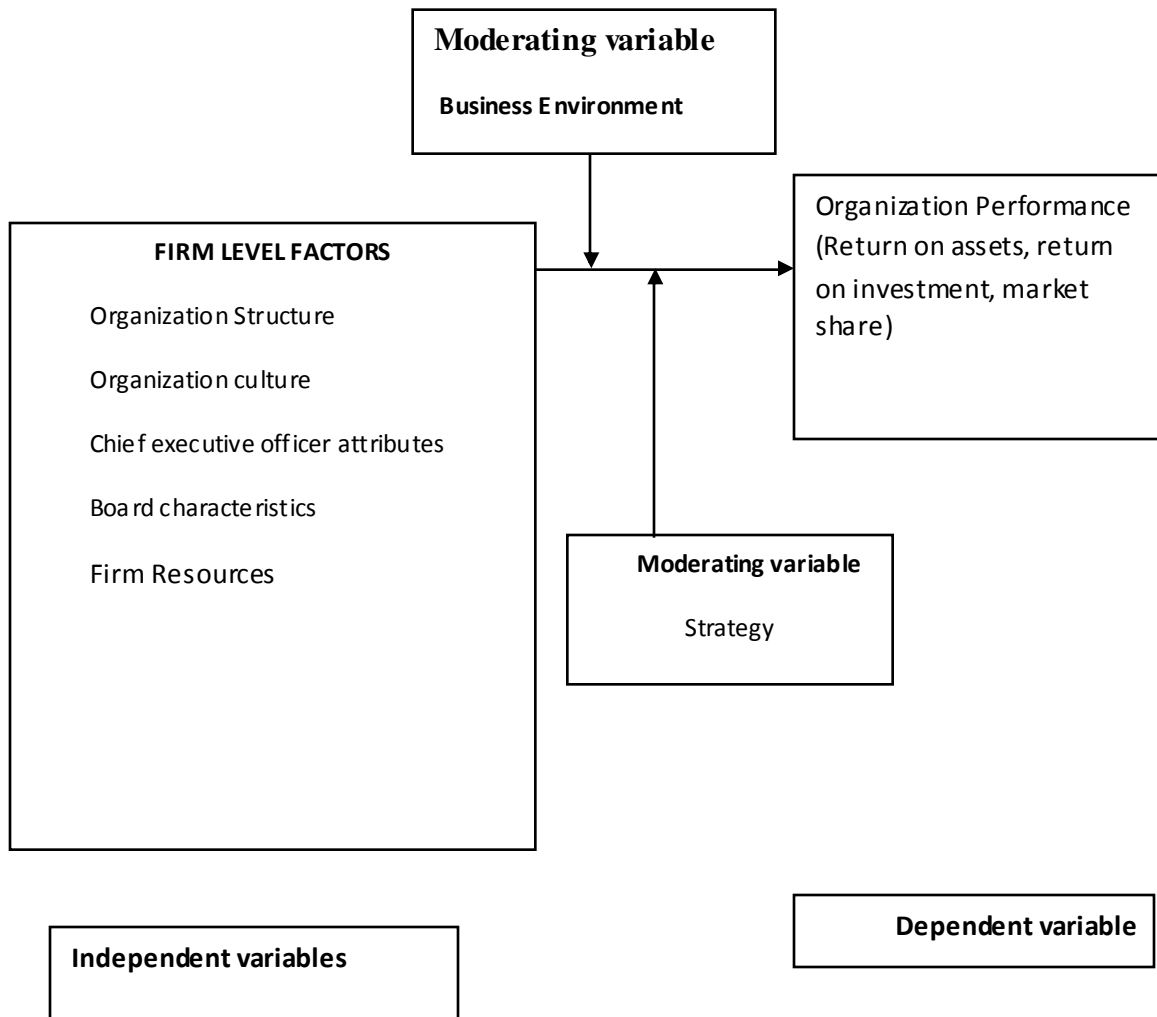 Moderating variable
Business Environment
FIRM LEVEL FACTORS
Organization Structure
Organization culture
Chief executive officer attributes
Board characteristics
Firm Resources
Organization Performance
(Return on assets, return
on investment, market
share)
Moderating variable
Strategy
Independent variables
Dependent variable